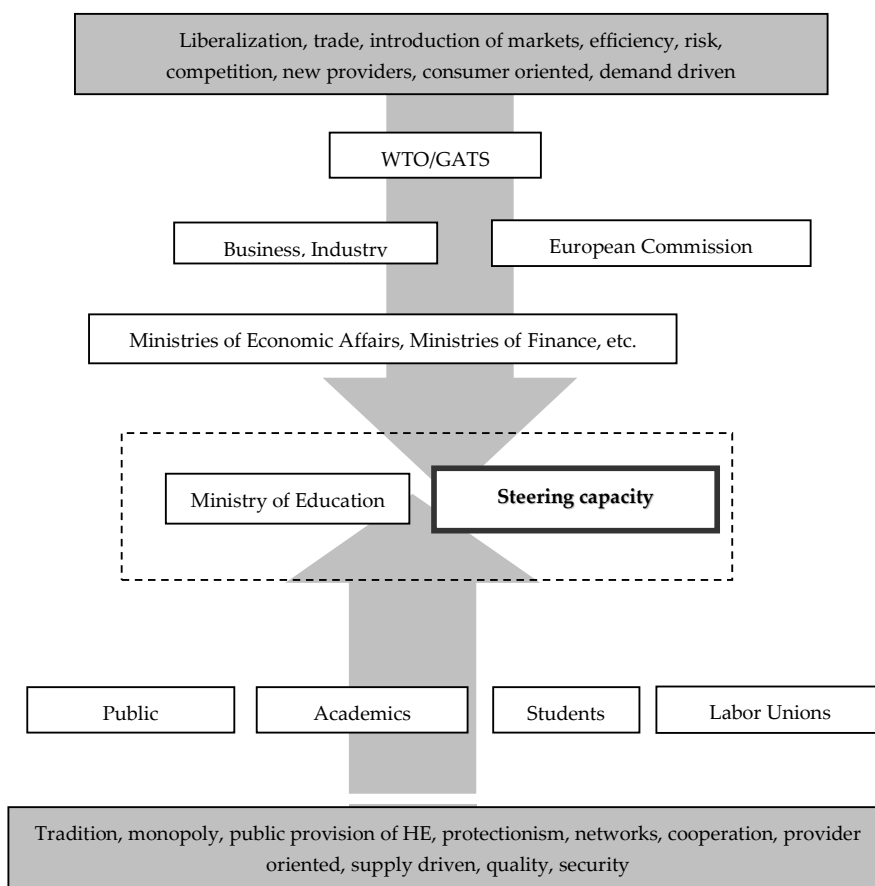 Liberalization, trade, introduction of markets, efficiency, risk,
competition, new providers, consumer oriented, demand driven
WTO/GATS
Business, Industry
European Commission
Ministries of Economic Affairs, Ministries of Finance, etc.
Ministry of Education
Steering capacity
Public
Academics
Students
Labor Unions
Tradition, monopoly, public provision of HE, protectionism, networks, cooperation, provider
oriented, supply driven, quality, security